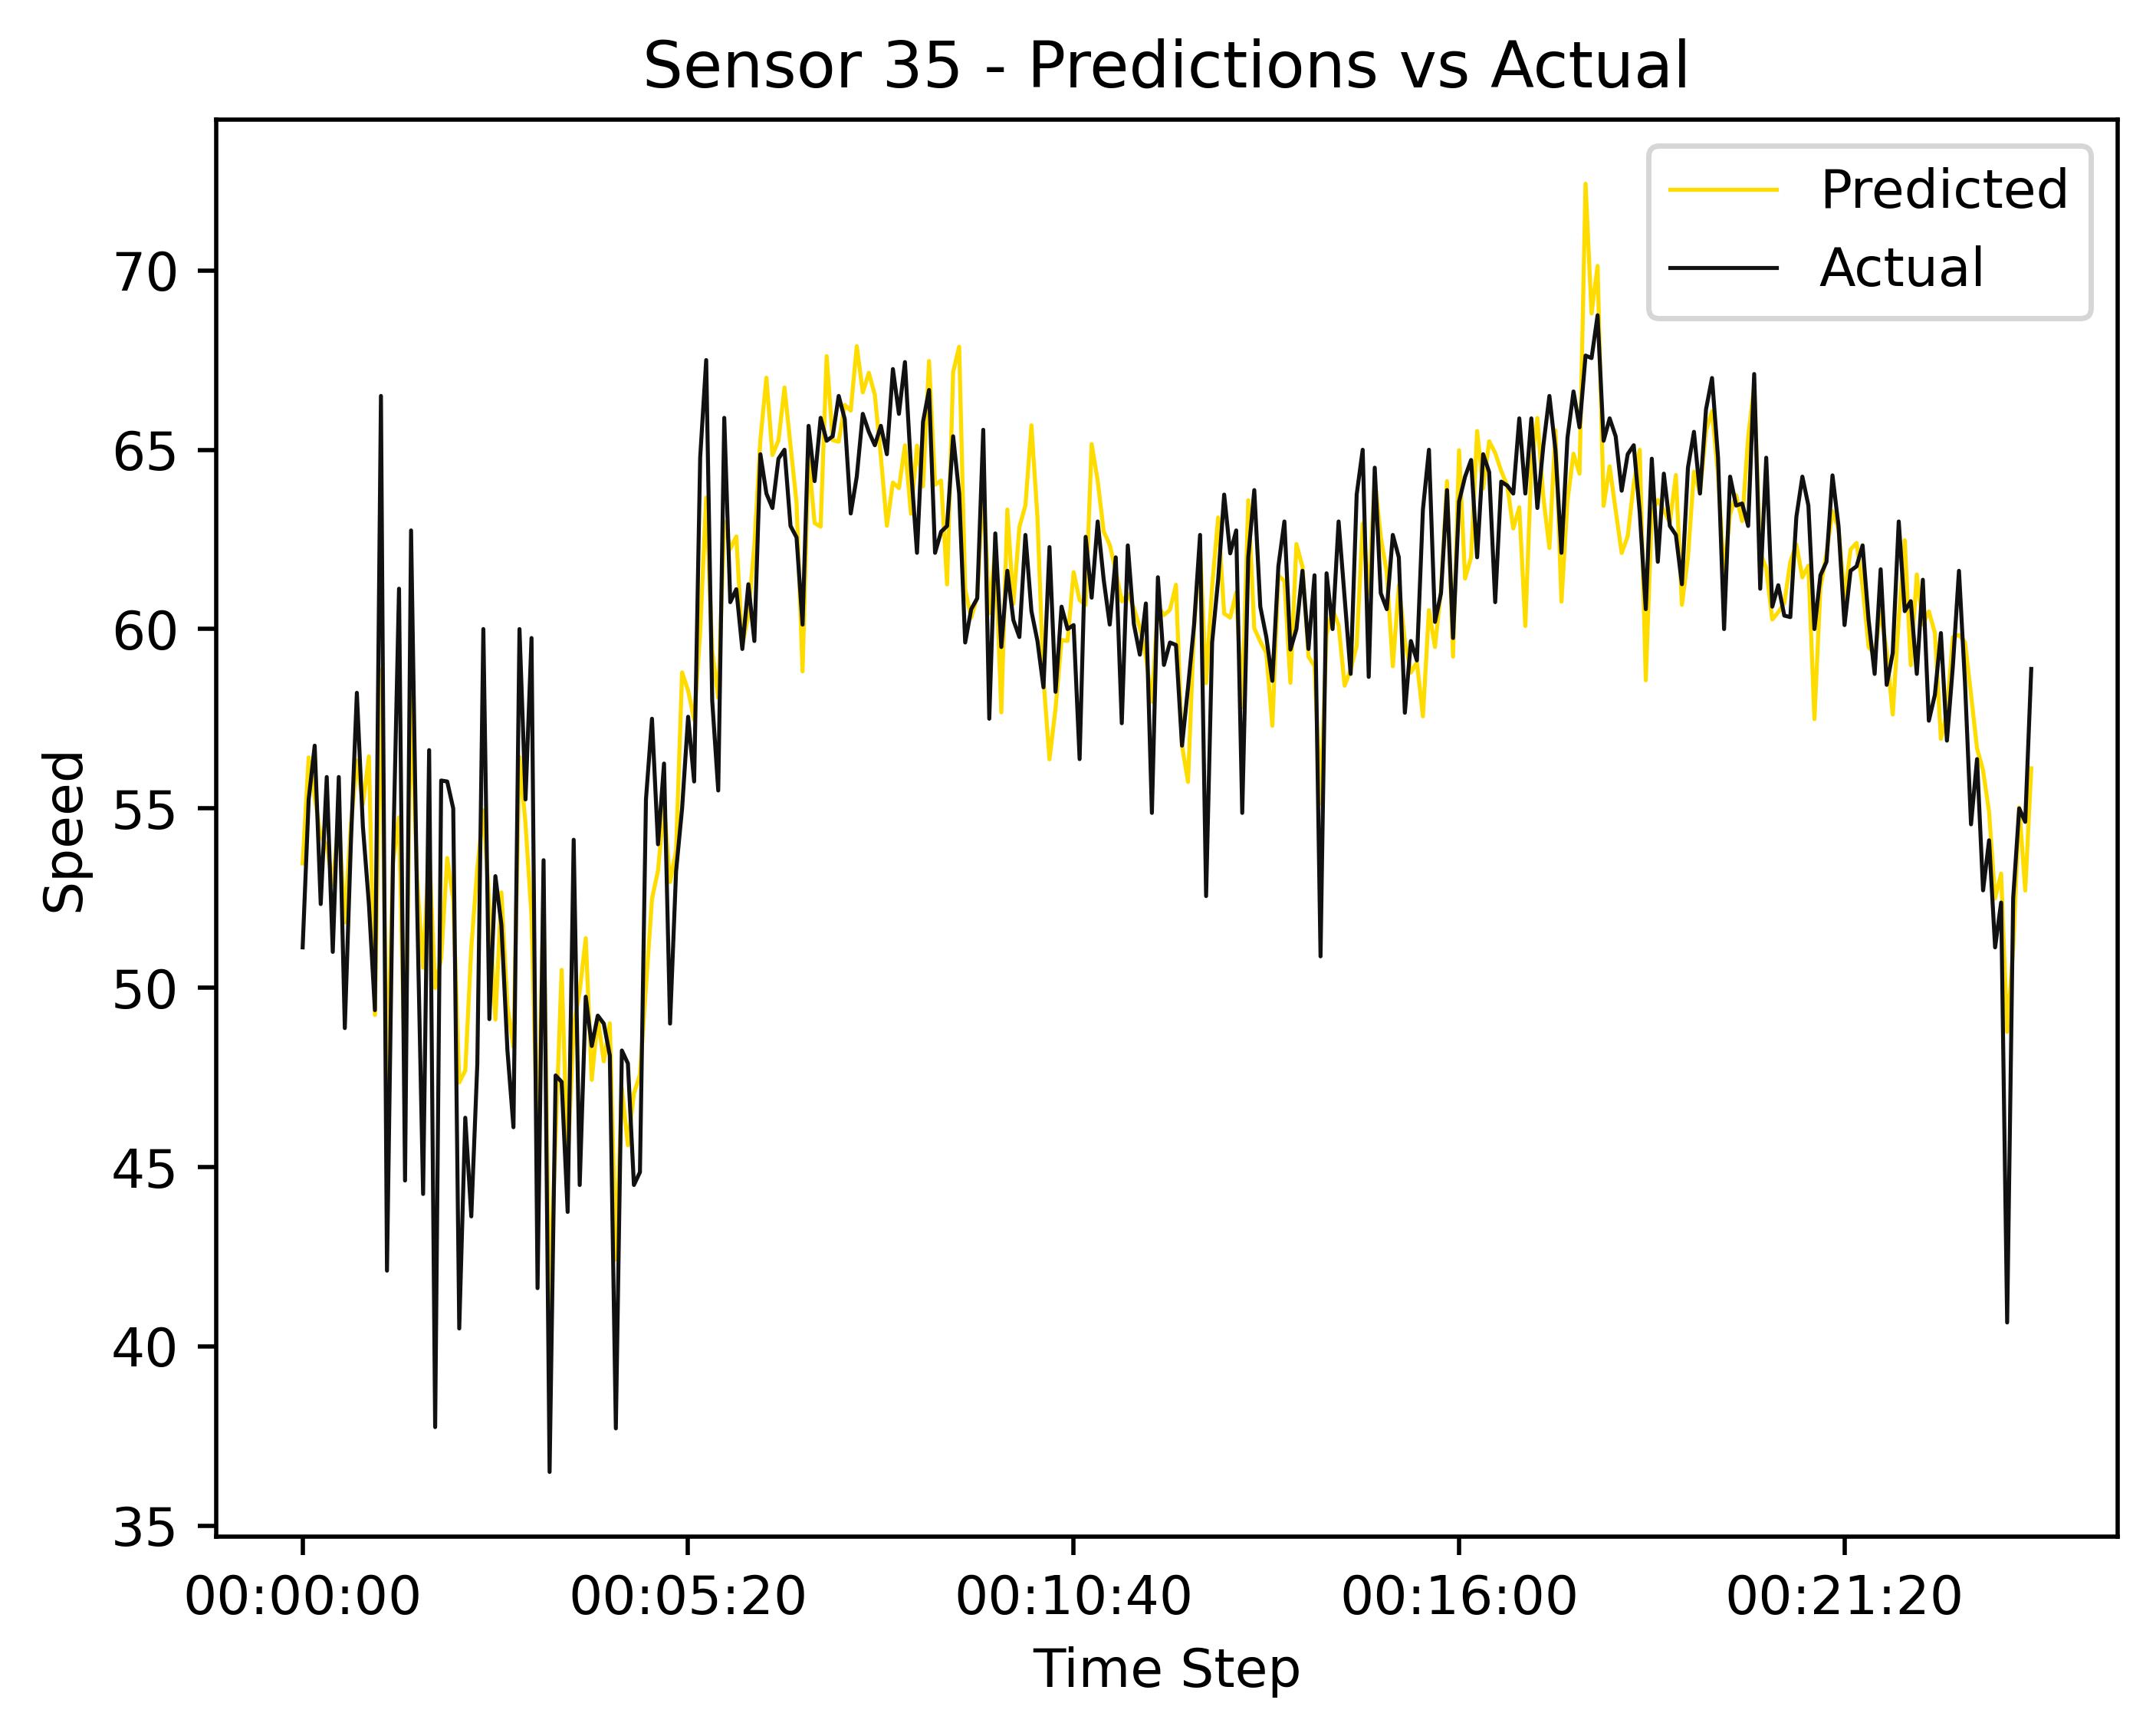 Sensor 35 - Predictions vs Actual
Predicted
Actual
70
65
60
55
50
45
40
35
Speed
00:00:00 00:05:20 00:10:40 00:16:00 00:21:20
Time Step